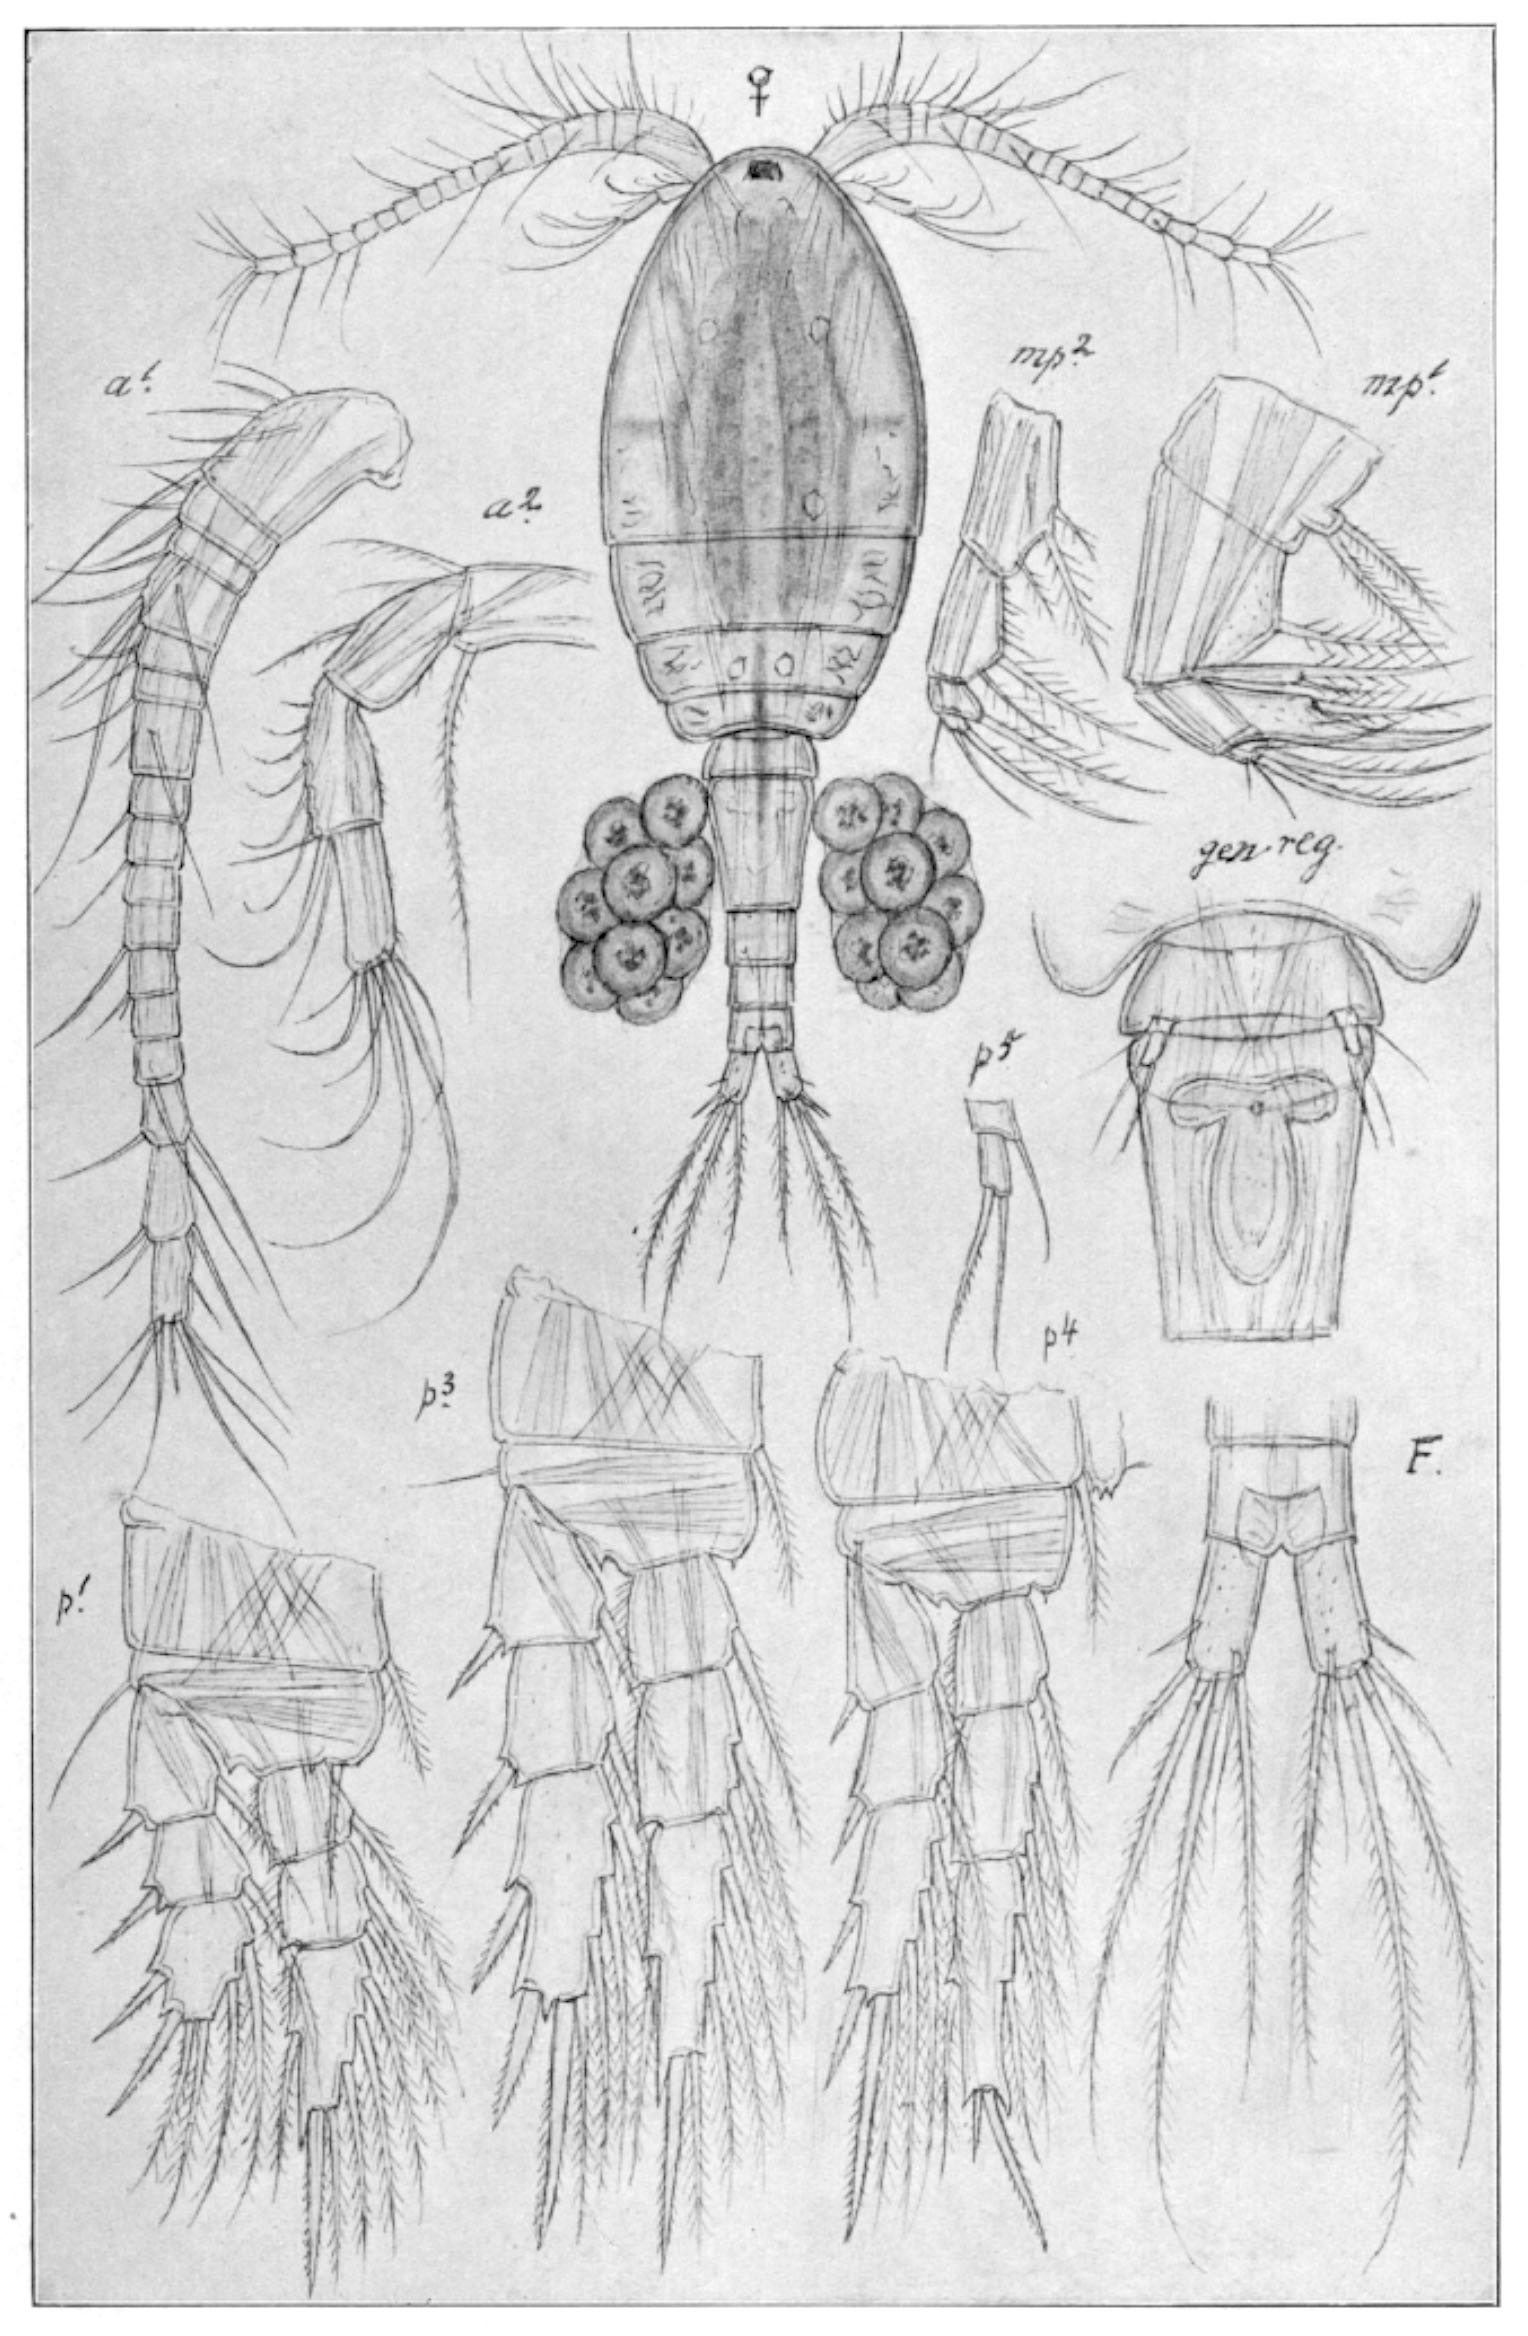 ♀
a¹.
a².
mp²
mp¹.
gen. reg.
p⁵
p⁴
p³
p¹.
F.